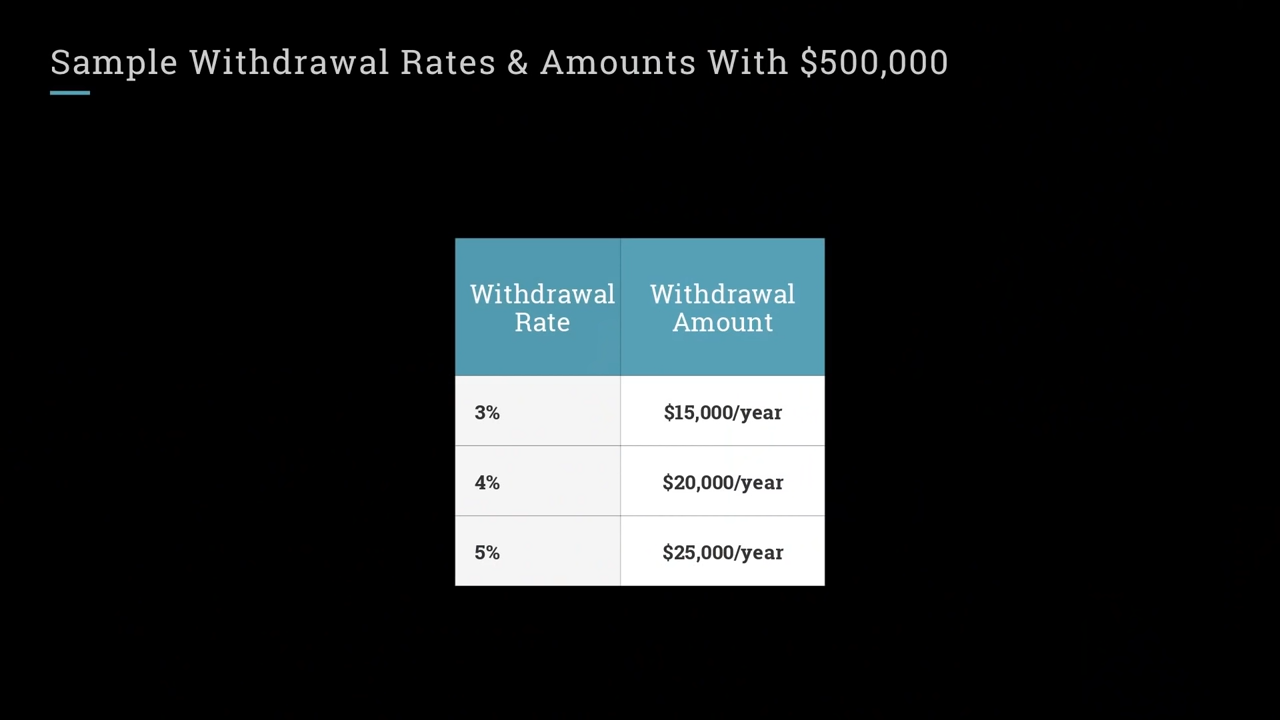 Sample Withdrawal Rates & Amounts With $500,000
Withdrawal Rate
Withdrawal Amount
3% $15,000/year
4% $20,000/year
5% $25,000/year